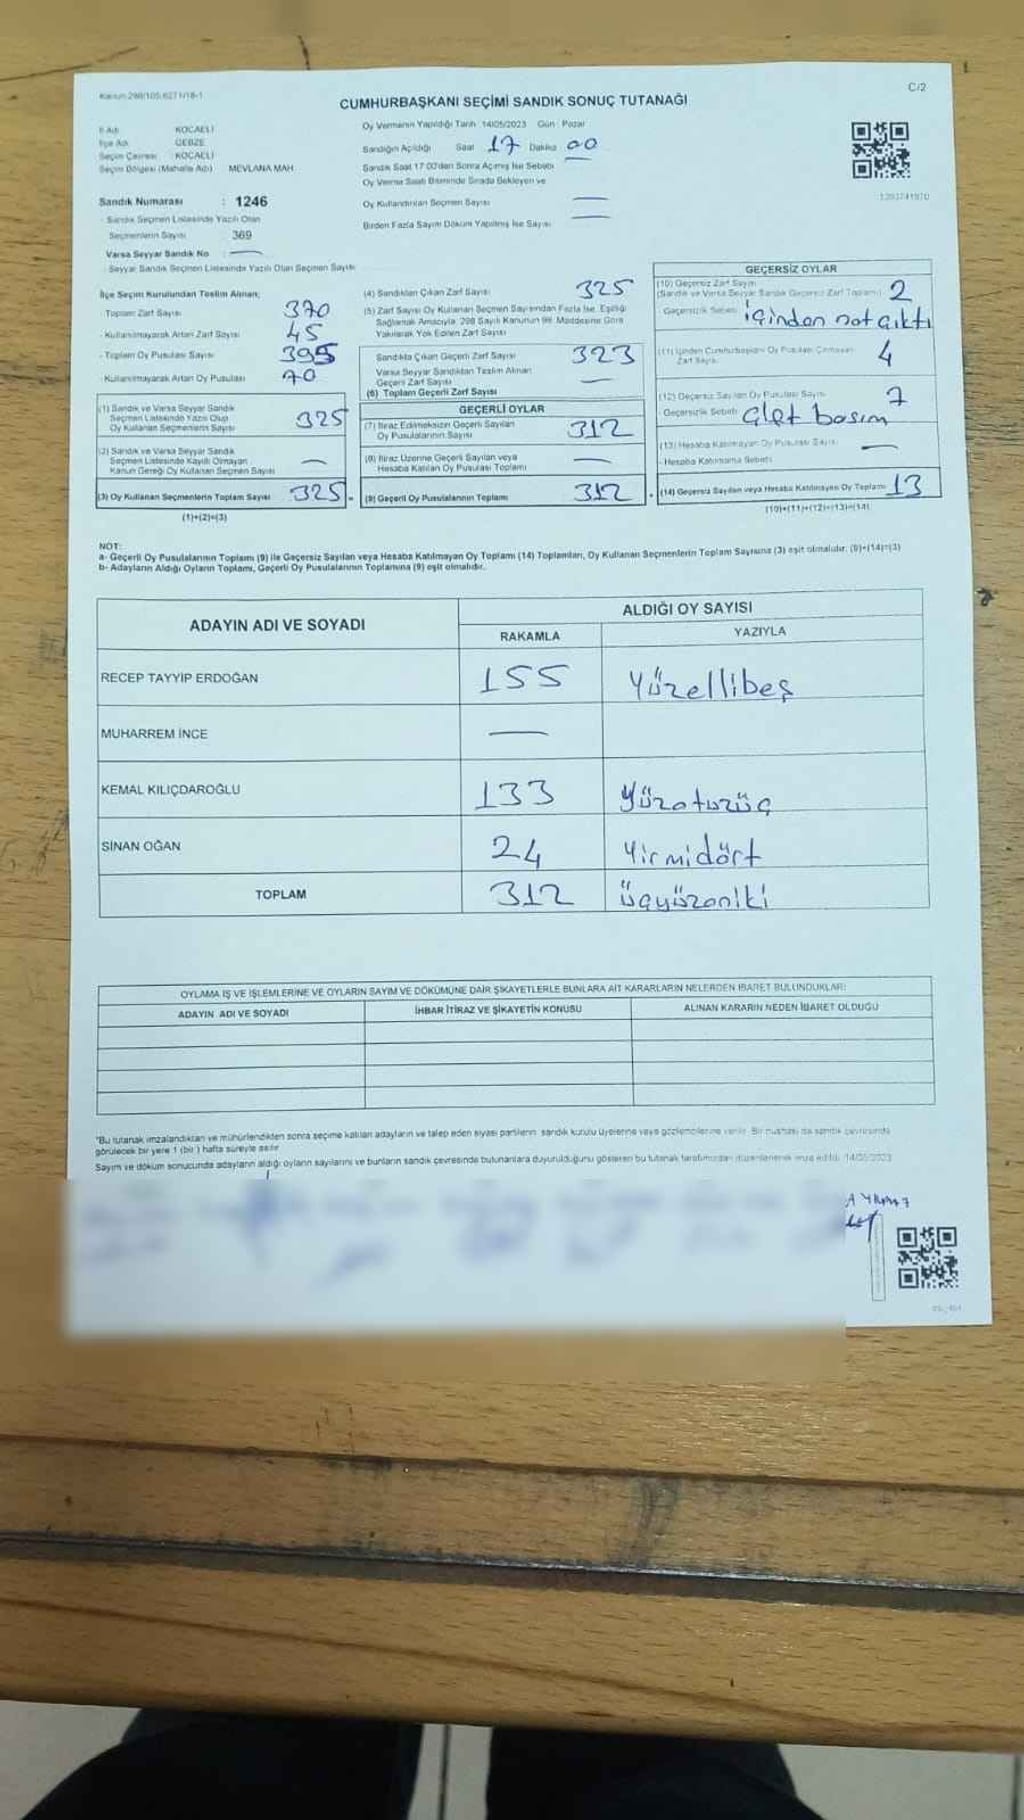 C/2
CUMHURBAŞKANI SEÇİMİ SANDIK SONUÇ TUTANAĞI
Oy Vermenin Yapıldığı Tarih 14/05/2023 Gün: Pazar
İl Adı KOCAELİ
İlçe Adı GEBZE
Seçim Çevresi KOCAELİ
Seçim Bölgesi (Mahalle Adı) MEVLANA MAH.
Sandığın Açıldığı Saat 17 Dakika 00
Sandık Saat 17:00'den Sonra Açılmış İse Sebebi
Oy Verme Saati Bitiminde Sırada Bekleyen ve
Oy Kullandırılan Seçmen Sayısı
Birden Fazla Sayım Döküm Yapılmış İse Sayısı
Sandık Numarası : 1246
- Sandık Seçmen Listesinde Yazılı Olan
Seçmenlerin Sayısı 369
Varsa Seyyar Sandık No :
- Seyyar Sandık Seçmen Listesinde Yazılı Olan Seçmen Sayısı
İlçe Seçim Kurulundan Teslim Alınan;
- Toplam Zarf Sayısı 370
- Kullanılmayarak Artan Zarf Sayısı 45
- Toplam Oy Pusulası Sayısı 395
- Kullanılmayarak Artan Oy Pusulası 70
(1) Sandık ve Varsa Seyyar Sandık
Seçmen Listesinde Yazılı Olup
Oy Kullanan Seçmenlerin Sayısı 325
(2) Sandık ve Varsa Seyyar Sandık
Seçmen Listesinde Kayıtlı Olmayan
Kanun Gereği Oy Kullanan Seçmen Sayısı —
(3) Oy Kullanan Seçmenlerin Toplam Sayısı 325
(1)+(2)=(3)
(4) Sandıktan Çıkan Zarf Sayısı 325
(5) Zarf Sayısı Oy Kullanan Seçmen Sayısından Fazla İse, Eşitliği
Sağlamak Amacıyla; 298 Sayılı Kanunun 98. Maddesine Göre
Yakılarak Yok Edilen Zarf Sayısı
Sandıkta Çıkan Geçerli Zarf Sayısı 323
Varsa Seyyar Sandıktan Teslim Alınan
Geçerli Zarf Sayısı —
(6) Toplam Geçerli Zarf Sayısı
GEÇERLİ OYLAR
(7) İtiraz Edilmeksizin Geçerli Sayılan
Oy Pusulalarının Sayısı 312
(8) İtiraz Üzerine Geçerli Sayılan veya
Hesaba Katılan Oy Pusulası Toplamı —
(9) Geçerli Oy Pusulalarının Toplamı 312
GEÇERSİZ OYLAR
(10) Geçersiz Zarf Sayısı 2
(Sandık ve Varsa Seyyar Sandık Geçersiz Zarf Toplamı)
- Geçersizlik Sebebi içinden not çıktı
(11) İçinden Cumhurbaşkanı Oy Pusulası Çıkmayan
Zarf Sayısı 4
(12) Geçersiz Sayılan Oy Pusulası Sayısı 7
- Geçersizlik Sebebi alet basım
(13) Hesaba Katılmayan Oy Pusulası Sayısı —
- Hesaba Katılmama Sebebi
(14) Geçersiz Sayılan veya Hesaba Katılmayan Oy Toplamı 13
(10)+(11)+(12)+(13)=(14)
NOT:
a- Geçerli Oy Pusulalarının Toplamı (9) ile Geçersiz Sayılan veya Hesaba Katılmayan Oy Toplamı (14) Toplamları, Oy Kullanan Seçmenlerin Toplam Sayısına (3) eşit olmalıdır. (9)+(14)=(3)
b- Adayların Aldığı Oyların Toplamı, Geçerli Oy Pusulalarının Toplamına (9) eşit olmalıdır.
ADAYIN ADI VE SOYADI
ALDIĞI OY SAYISI
RAKAMLA YAZIYLA
RECEP TAYYİP ERDOĞAN 155 Yüzellibeş
MUHARREM İNCE —
KEMAL KILIÇDAROĞLU 133 Yüzotuzüç
SİNAN OĞAN 24 Yirmidört
TOPLAM 312 üçyüzoniki
OYLAMA İŞ VE İŞLEMLERİNE VE OYLARIN SAYIM VE DÖKÜMÜNE DAİR ŞİKAYETLERLE BUNLARA AİT KARARLARIN NELERDEN İBARET BULUNDUKLARI
ADAYIN ADI VE SOYADI İHBAR İTİRAZ VE ŞİKAYETİN KONUSU ALINAN KARARIN NEDEN İBARET OLDUĞU
*Bu tutanak imzalandıktan ve mühürlendikten sonra seçime katılan adayların ve talep eden siyasi partilerin sandık kurulu üyelerine veya gözlemcilerine verilir. Bir nüshası da sandık çevresinde
görülecek bir yere 1 (bir) hafta süreyle asılır.
Sayım ve döküm sonucunda adayların aldığı oyların sayılarını ve bunların sandık çevresinde bulunanlara duyurulduğunu gösteren bu tutanak tarafımızdan düzenlenerek imza edildi. 14/05/2023